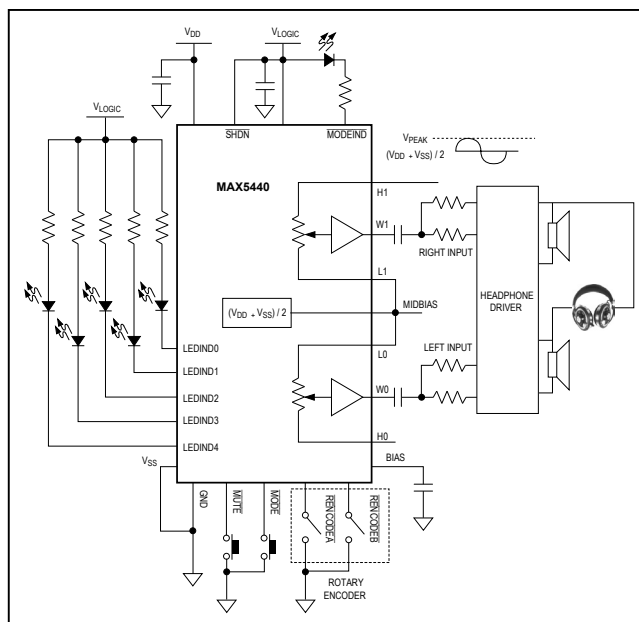 VDD
VLOGIC
VLOGIC
SHDN
MODEIND
VPEAK
(VDD + VSS) / 2
MAX5440
H1
W1
RIGHT INPUT
L1
HEADPHONE
DRIVER
(VDD + VSS) / 2
MIDBIAS
L0
LEFT INPUT
W0
LEDIND0
LEDIND1
LEDIND2
LEDIND3
LEDIND4
H0
VSS
BIAS
GND
MUTE
MODE
RENCODEA
RENCODEB
ROTARY
ENCODER